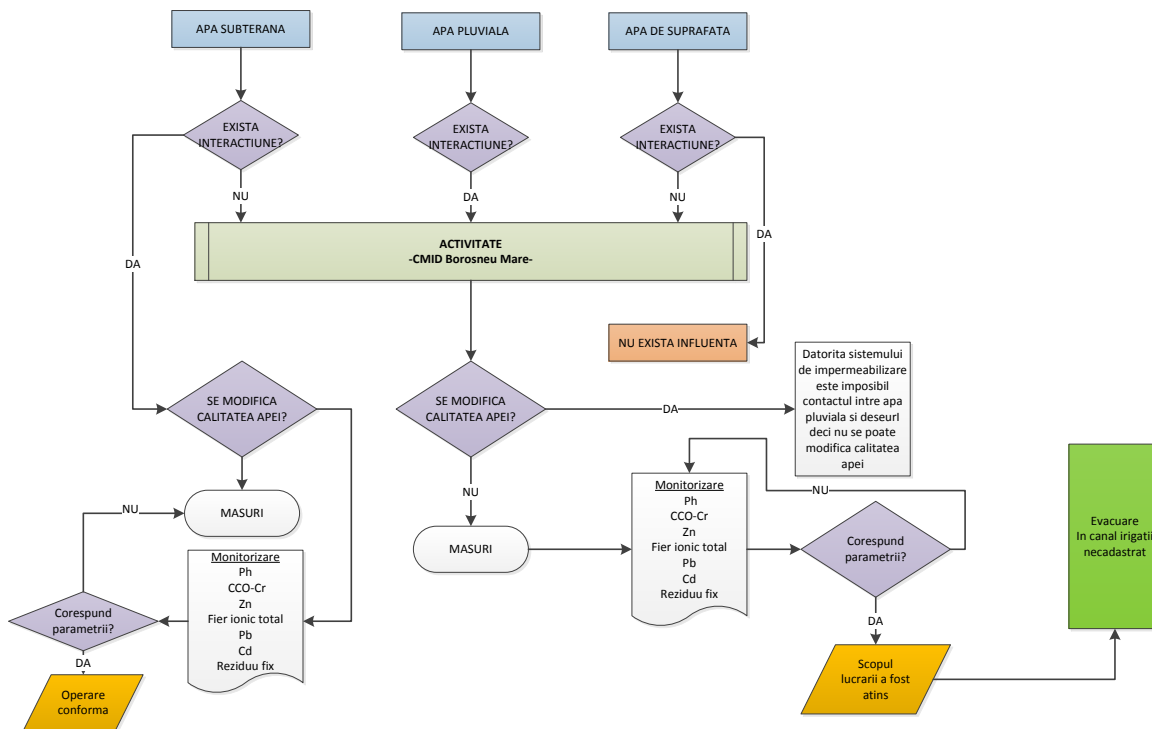 APA SUBTERANA
APA PLUVIALA
APA DE SUPRAFATA
EXISTA
INTERACTIUNE?
EXISTA
INTERACTIUNE?
EXISTA
INTERACTIUNE?
NU
DA
NU
DA
DA
ACTIVITATE
-CMID Borosneu Mare-
NU EXISTA INFLUENTA
SE MODIFICA
CALITATEA APEI?
SE MODIFICA
CALITATEA APEI?
DA
Datorita sistemului
de impermeabilizare
este imposibil
contactul intre apa
pluviala si deseurl
deci nu se poate
modifica calitatea
apei
NU
NU
MASURI
NU
MASURI
Monitorizare
Ph
CCO-Cr
Zn
Fier ionic total
Pb
Cd
Reziduu fix
Corespund
parametrii?
Evacuare
In canal irigatii
necadastrat
Monitorizare
Ph
CCO-Cr
Zn
Fier ionic total
Pb
Cd
Reziduu fix
Corespund
parametrii?
DA
DA
Operare
conforma
Scopul
lucrarii a fost
atins